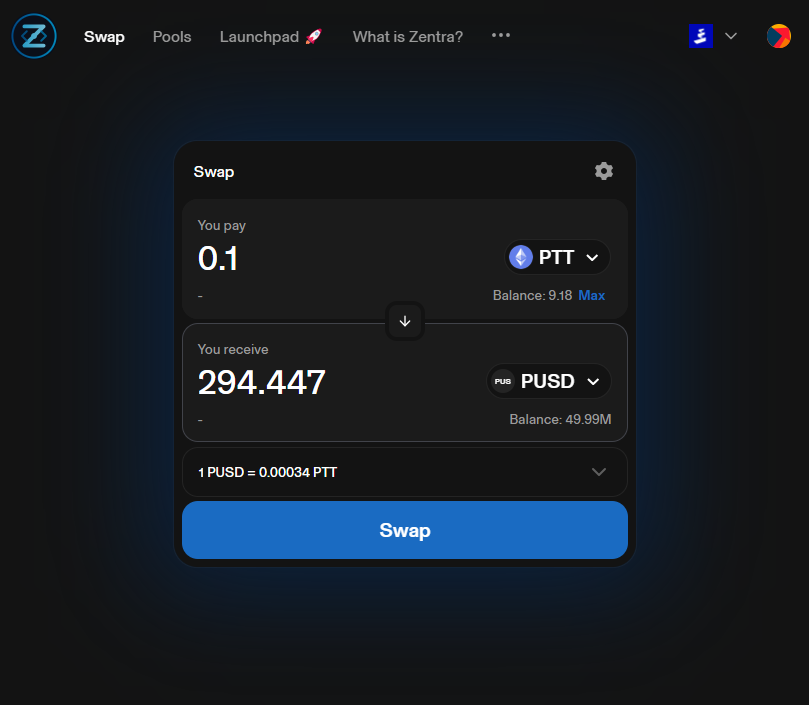 Swap Pools Launchpad 🚀 What is Zentra? •••
Swap
You pay
0.1 PTT
- Balance: 9.18 Max
You receive
294.447 PUS PUSD
- Balance: 49.99M
1 PUSD = 0.00034 PTT
Swap